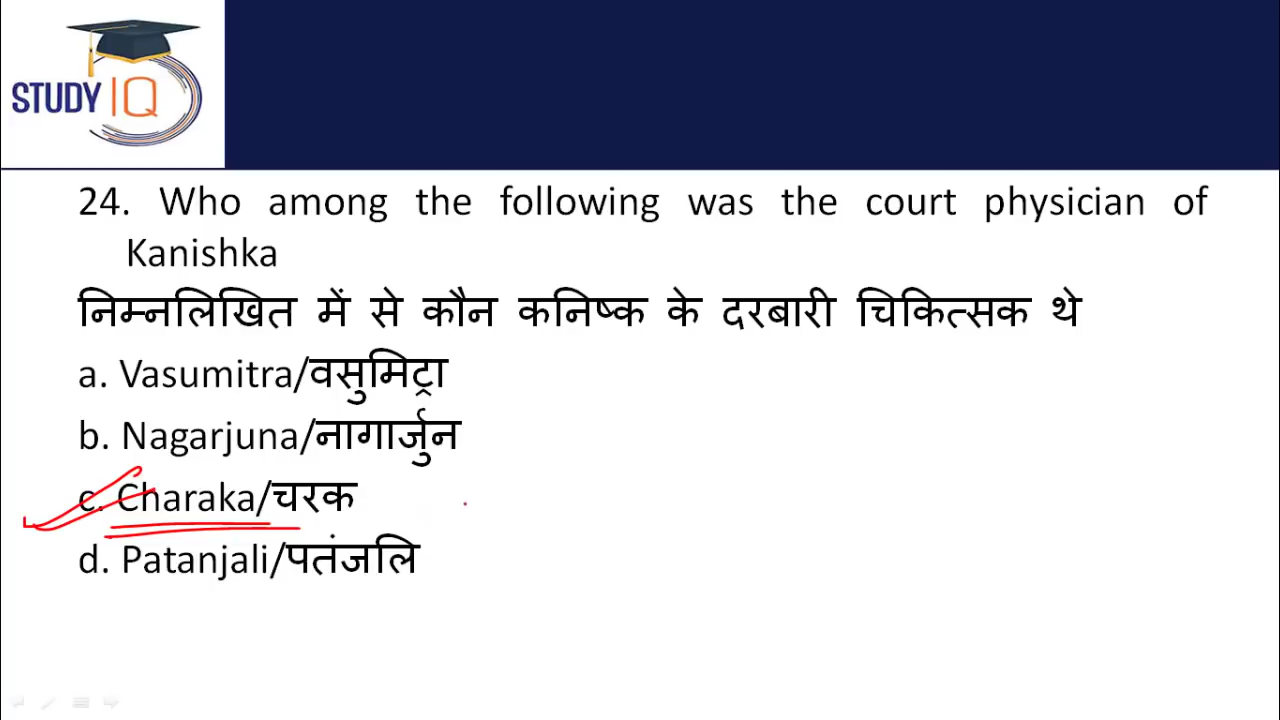 STUDY IQ
24. Who among the following was the court physician of
Kanishka
निम्नलिखित में से कौन कनिष्क के दरबारी चिकित्सक थे
a. Vasumitra/वसुमिट्रा
b. Nagarjuna/नागार्जुन
c. Charaka/चरक
d. Patanjali/पतंजलि